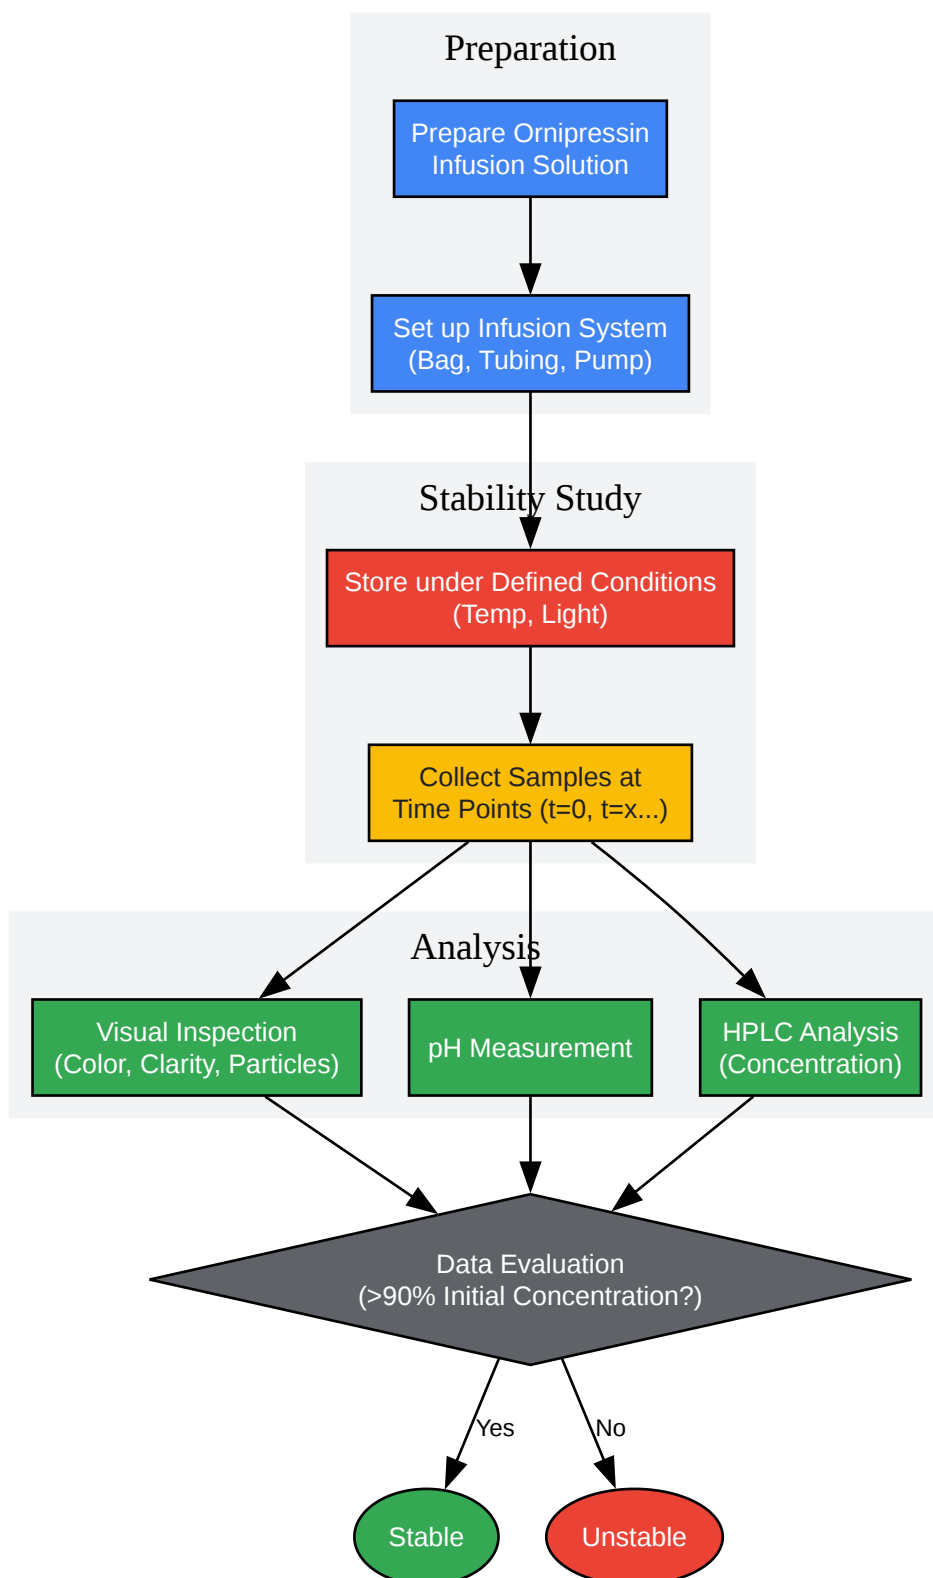 Preparation
Prepare Ornipressin
Infusion Solution
Set up Infusion System
(Bag, Tubing, Pump)
Stability Study
Store under Defined Conditions
(Temp, Light)
Collect Samples at
Time Points (t=0, t=x...)
Analysis
Visual Inspection
(Color, Clarity, Particles)
pH Measurement
HPLC Analysis
(Concentration)
Data Evaluation
(>90% Initial Concentration?)
Yes
No
Stable
Unstable